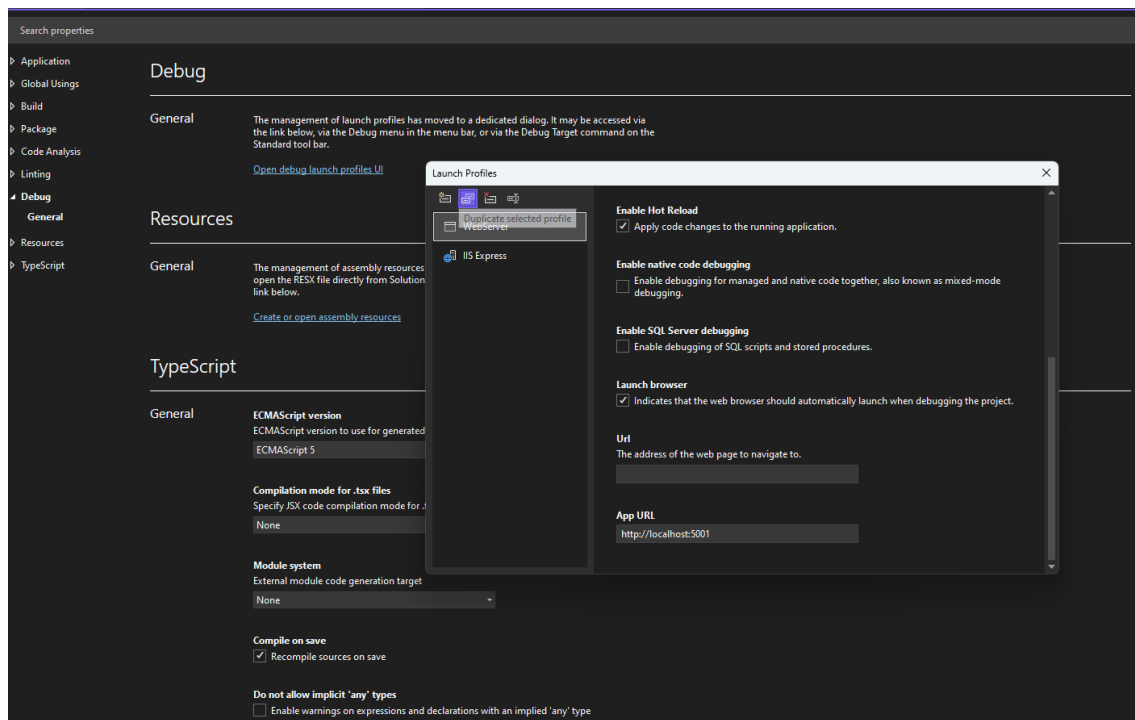 Search properties
Application
Global Usings
Build
Package
Code Analysis
Linting
Debug
General
Resources
TypeScript
Debug
General
The management of launch profiles has moved to a dedicated dialog. It may be accessed via
the link below, via the Debug menu in the menu bar, or via the Debug Target command on the
Standard tool bar.
Open debug launch profiles UI
Resources
General
The management of assembly resources
open the RESX file directly from Solution
link below.
Create or open assembly resources
TypeScript
General
ECMAScript version
ECMAScript version to use for generated
ECMAScript 5
Compilation mode for .tsx files
Specify JSX code compilation mode for .
None
Module system
External module code generation target
None
Compile on save
Recompile sources on save
Do not allow implicit 'any' types
Enable warnings on expressions and declarations with an implied 'any' type
Launch Profiles
Duplicate selected profile
WebServer
IIS Express
Enable Hot Reload
Apply code changes to the running application.
Enable native code debugging
Enable debugging for managed and native code together, also known as mixed-mode
debugging.
Enable SQL Server debugging
Enable debugging of SQL scripts and stored procedures.
Launch browser
Indicates that the web browser should automatically launch when debugging the project.
Url
The address of the web page to navigate to.
App URL
http://localhost:5001